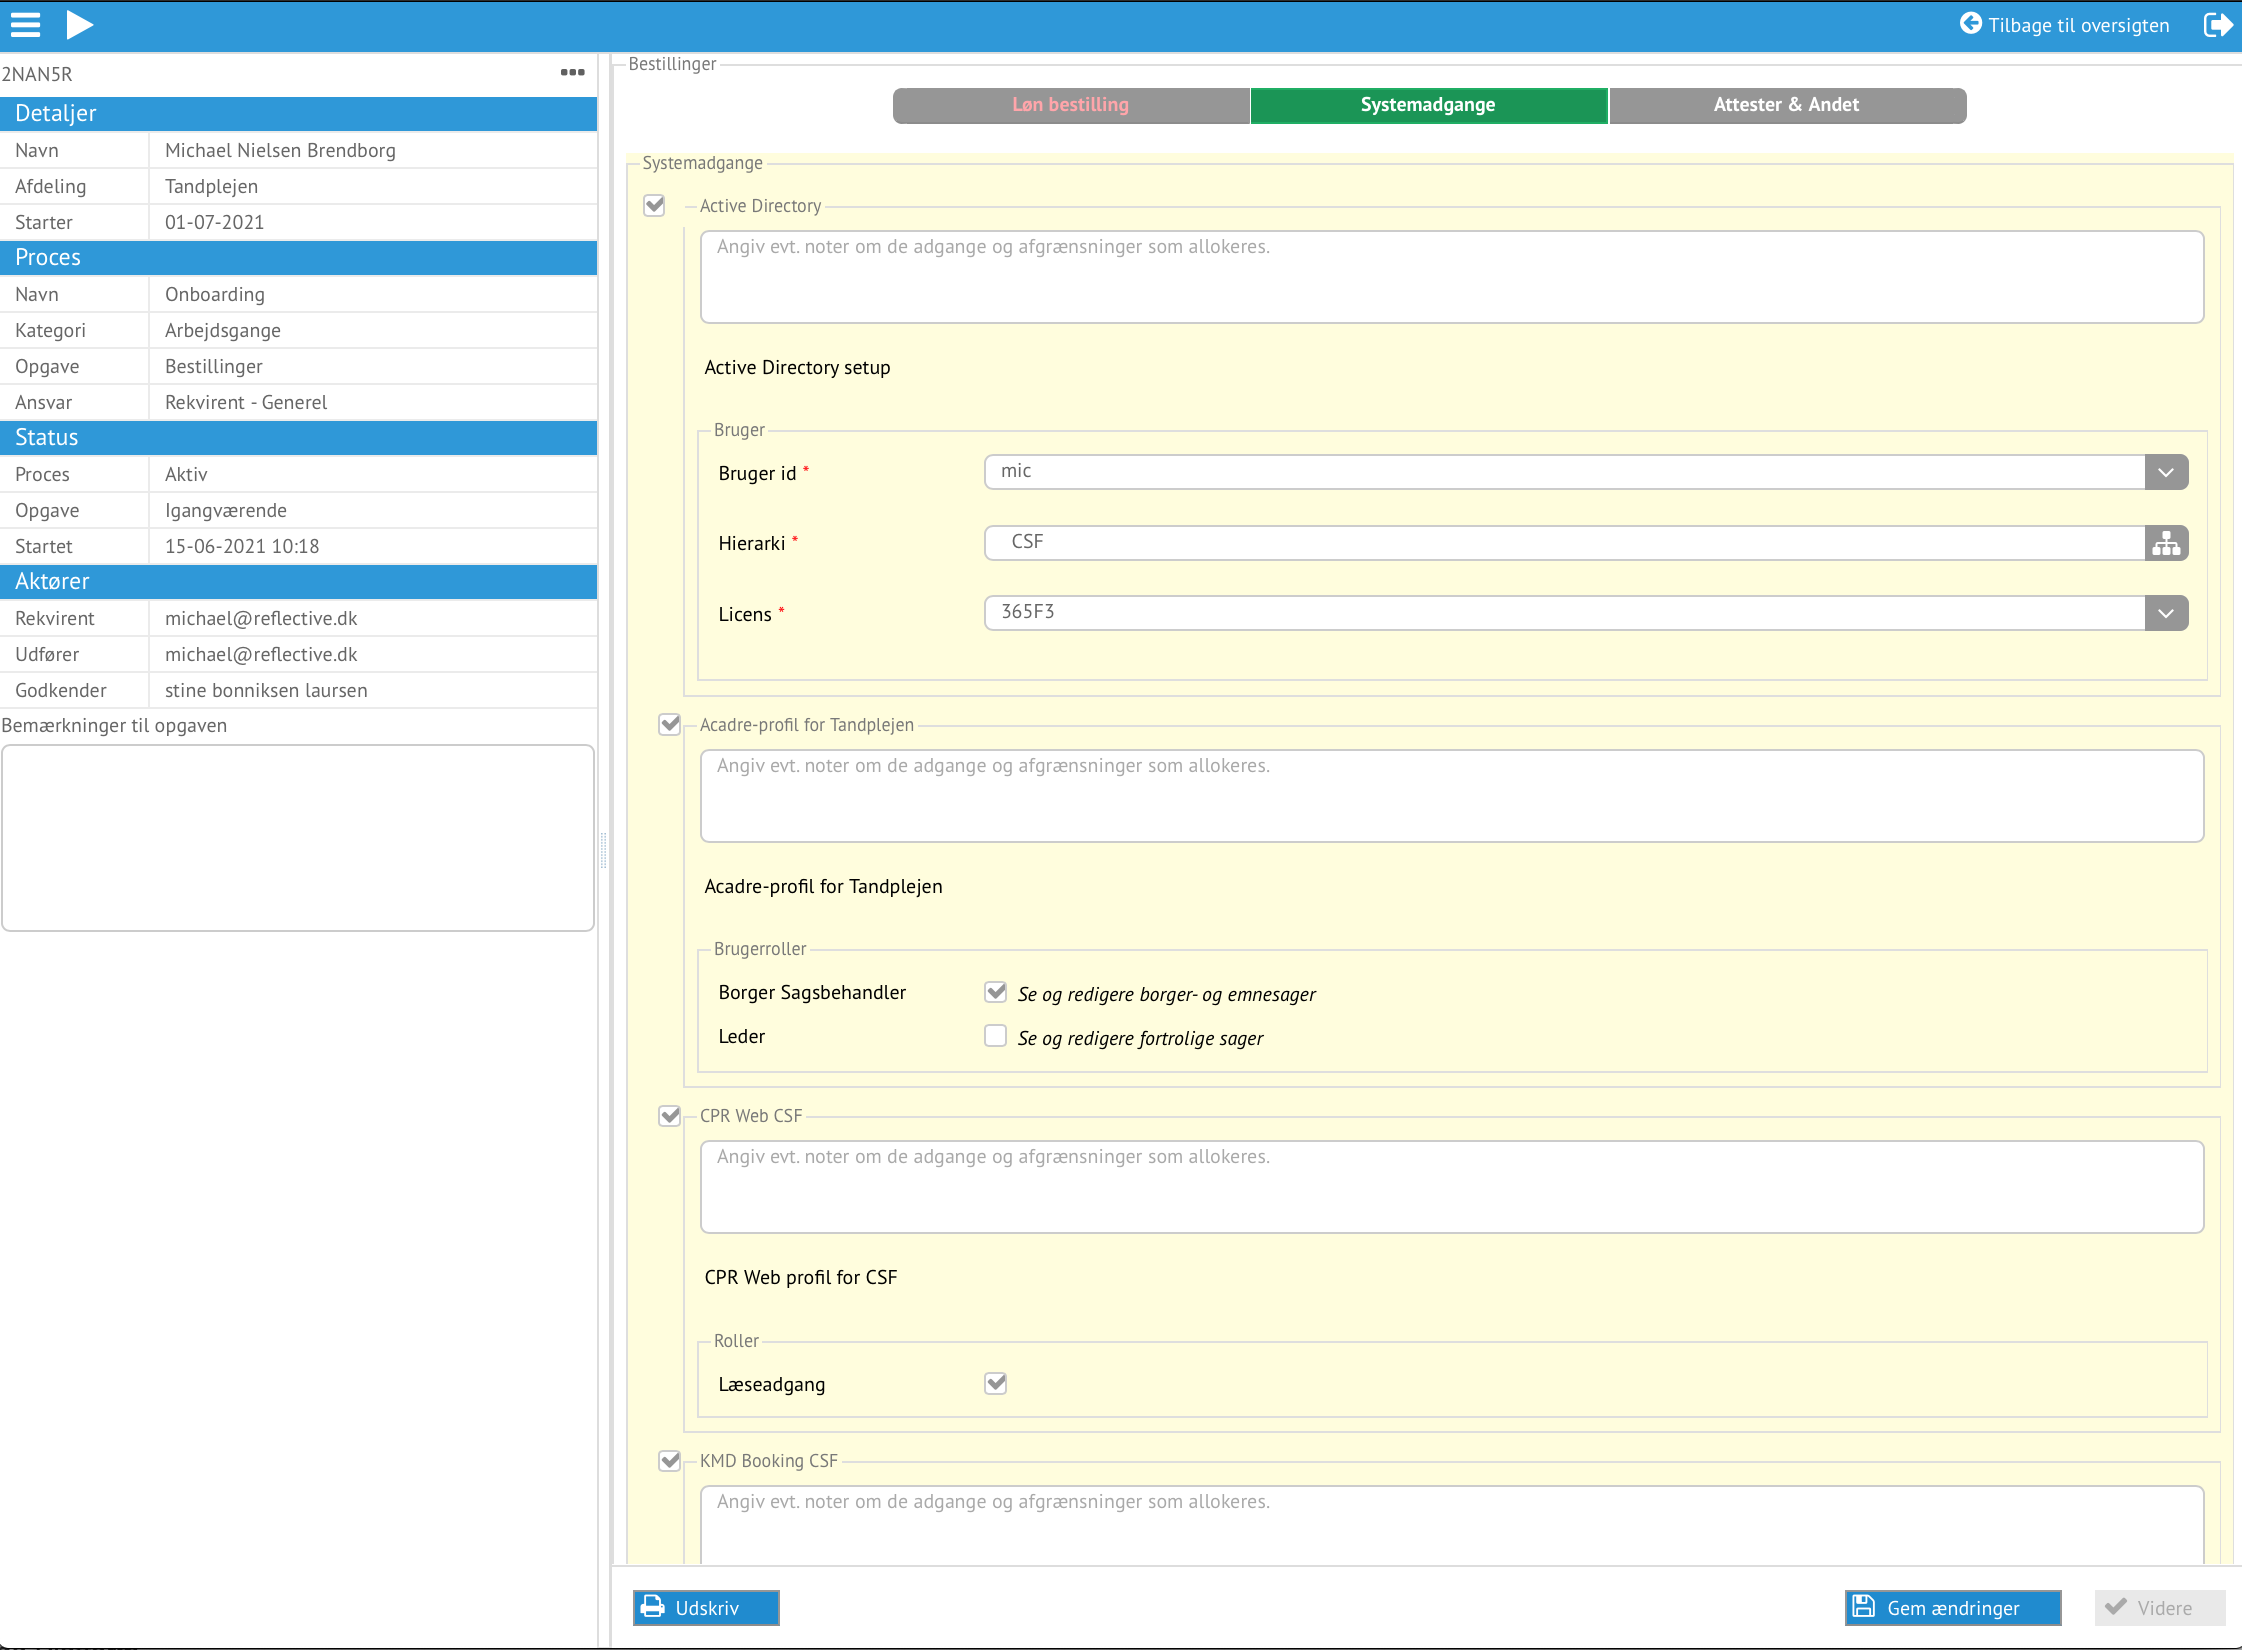 Tilbage til oversigten
2NAN5R
Detaljer
Navn Michael Nielsen Brendborg
Afdeling Tandplejen
Starter 01-07-2021
Proces
Navn Onboarding
Kategori Arbejdsgange
Opgave Bestillinger
Ansvar Rekvirent - Generel
Status
Proces Aktiv
Opgave Igangværende
Startet 15-06-2021 10:18
Aktører
Rekvirent michael@reflective.dk
Udfører michael@reflective.dk
Godkender stine bonniksen laursen
Bemærkninger til opgaven
Bestillinger
Løn bestilling Systemadgange Attester & Andet
Systemadgange
Active Directory
Angiv evt. noter om de adgange og afgrænsninger som allokeres.
Active Directory setup
Bruger
Bruger id * mic
Hierarki * CSF
Licens * 365F3
Acadre-profil for Tandplejen
Angiv evt. noter om de adgange og afgrænsninger som allokeres.
Acadre-profil for Tandplejen
Brugerroller
Borger Sagsbehandler Se og redigere borger- og emnesager
Leder Se og redigere fortrolige sager
CPR Web CSF
Angiv evt. noter om de adgange og afgrænsninger som allokeres.
CPR Web profil for CSF
Roller
Læseadgang
KMD Booking CSF
Angiv evt. noter om de adgange og afgrænsninger som allokeres.
Udskriv Gem ændringer Videre